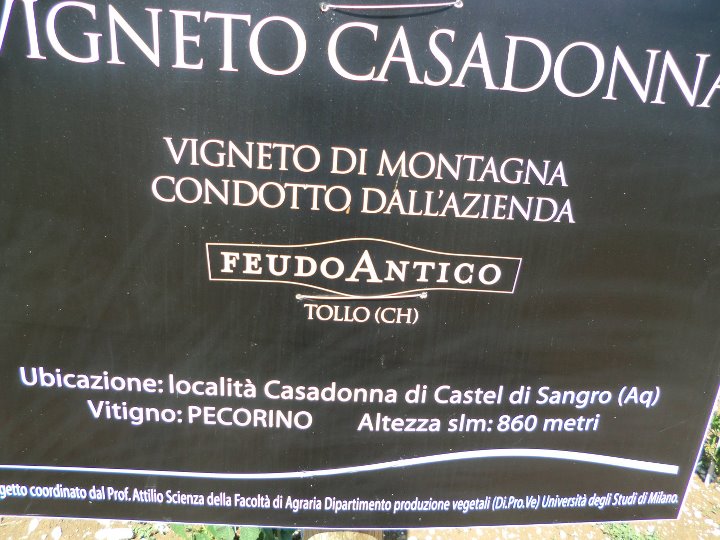 VIGNETO CASADONNA
VIGNETO DI MONTAGNA
CONDOTTO DALL'AZIENDA
FEUDOANTICO
TOLLO (CH)
Ubicazione: località Casadonna di Castel di Sangro (Aq)
Vitigno: PECORINO Altezza slm: 860 metri
getto coordinato dal Prof. Attilio Scienza della Facoltà di Agraria Dipartimento produzione vegetali (Di.Pro.Ve) Università degli Studi di Milano.